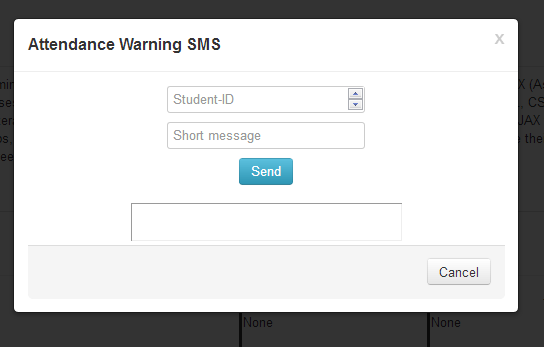 Attendance Warning SMS
x
Student-ID
Short message
Send
Cancel
None
None